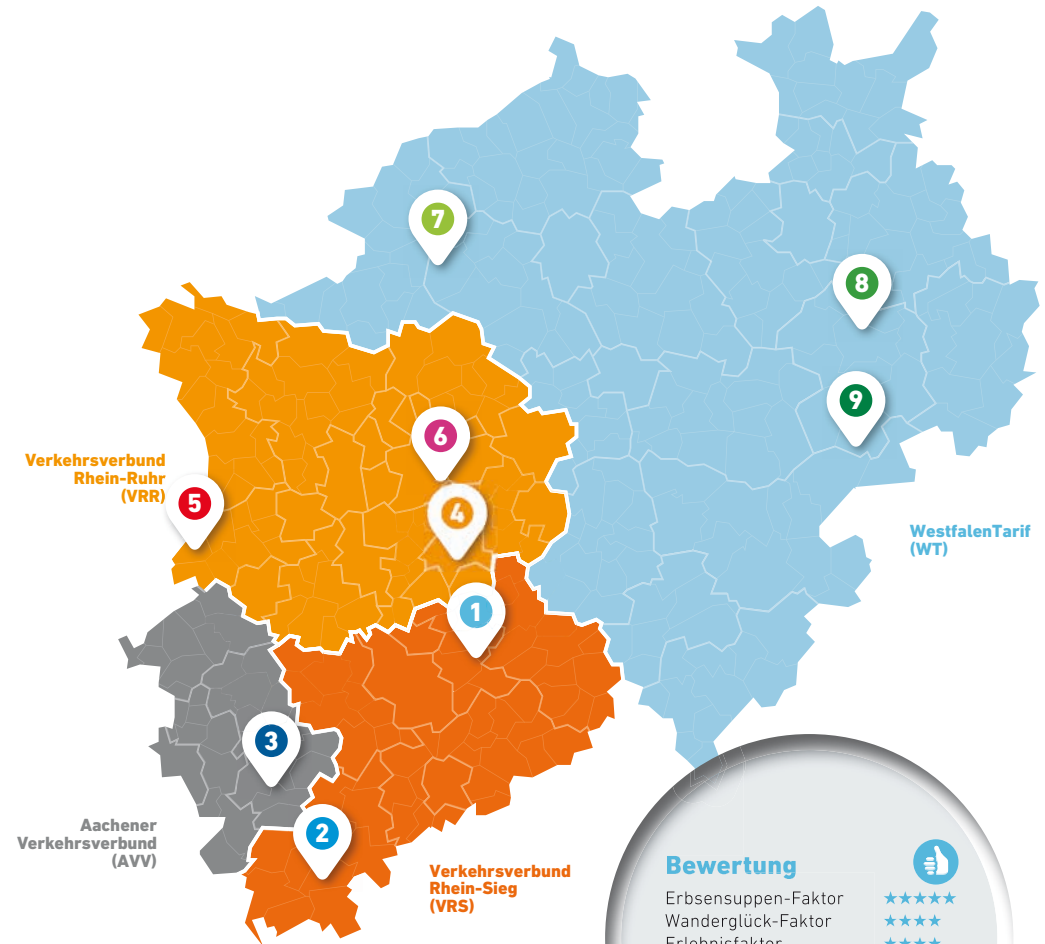 7
8
9
6
Verkehrsverbund
Rhein-Ruhr
(VRR)
5
4
WestfalenTarif
(WT)
1
3
2
Aachener
Verkehrsverbund
(AVV)
Verkehrsverbund
Rhein-Sieg
(VRS)
Bewertung
Erbsensuppen-Faktor ★★★★★
Wanderglück-Faktor ★★★★
Erlebnisfaktor ★★★★